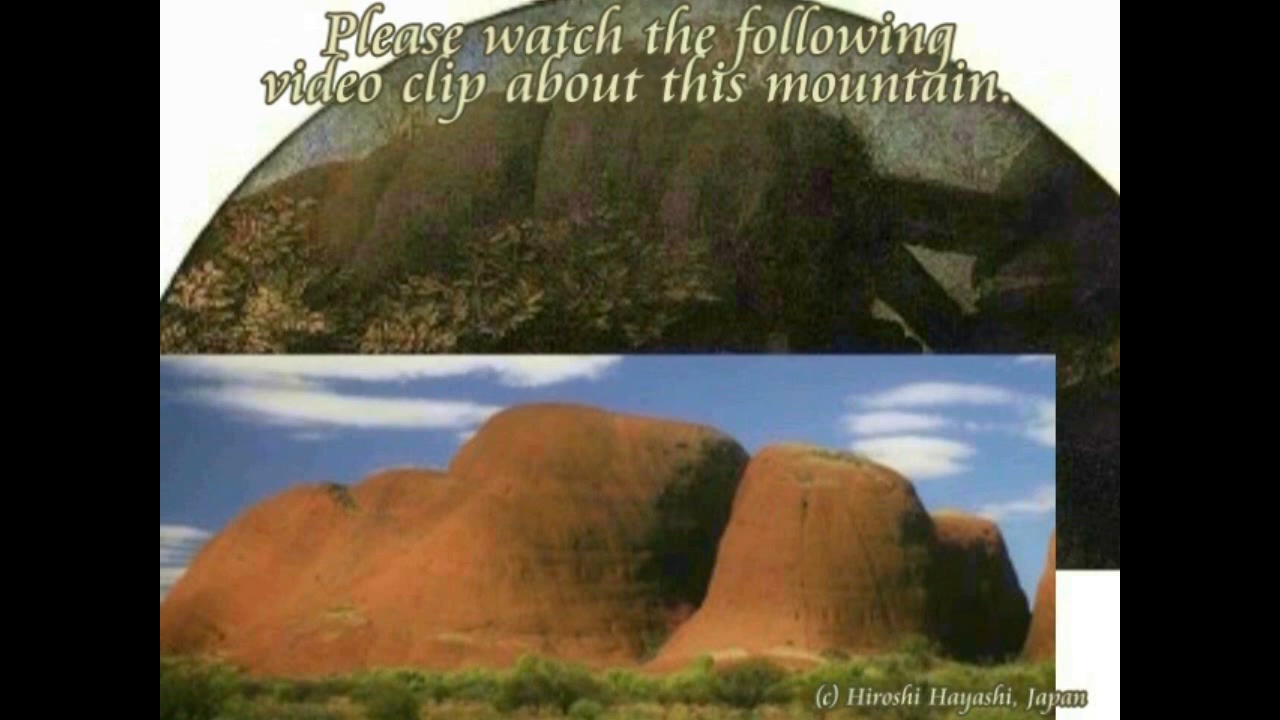 Please watch the following
video clip about this mountain.
(c) Hiroshi Hayashi, Japan